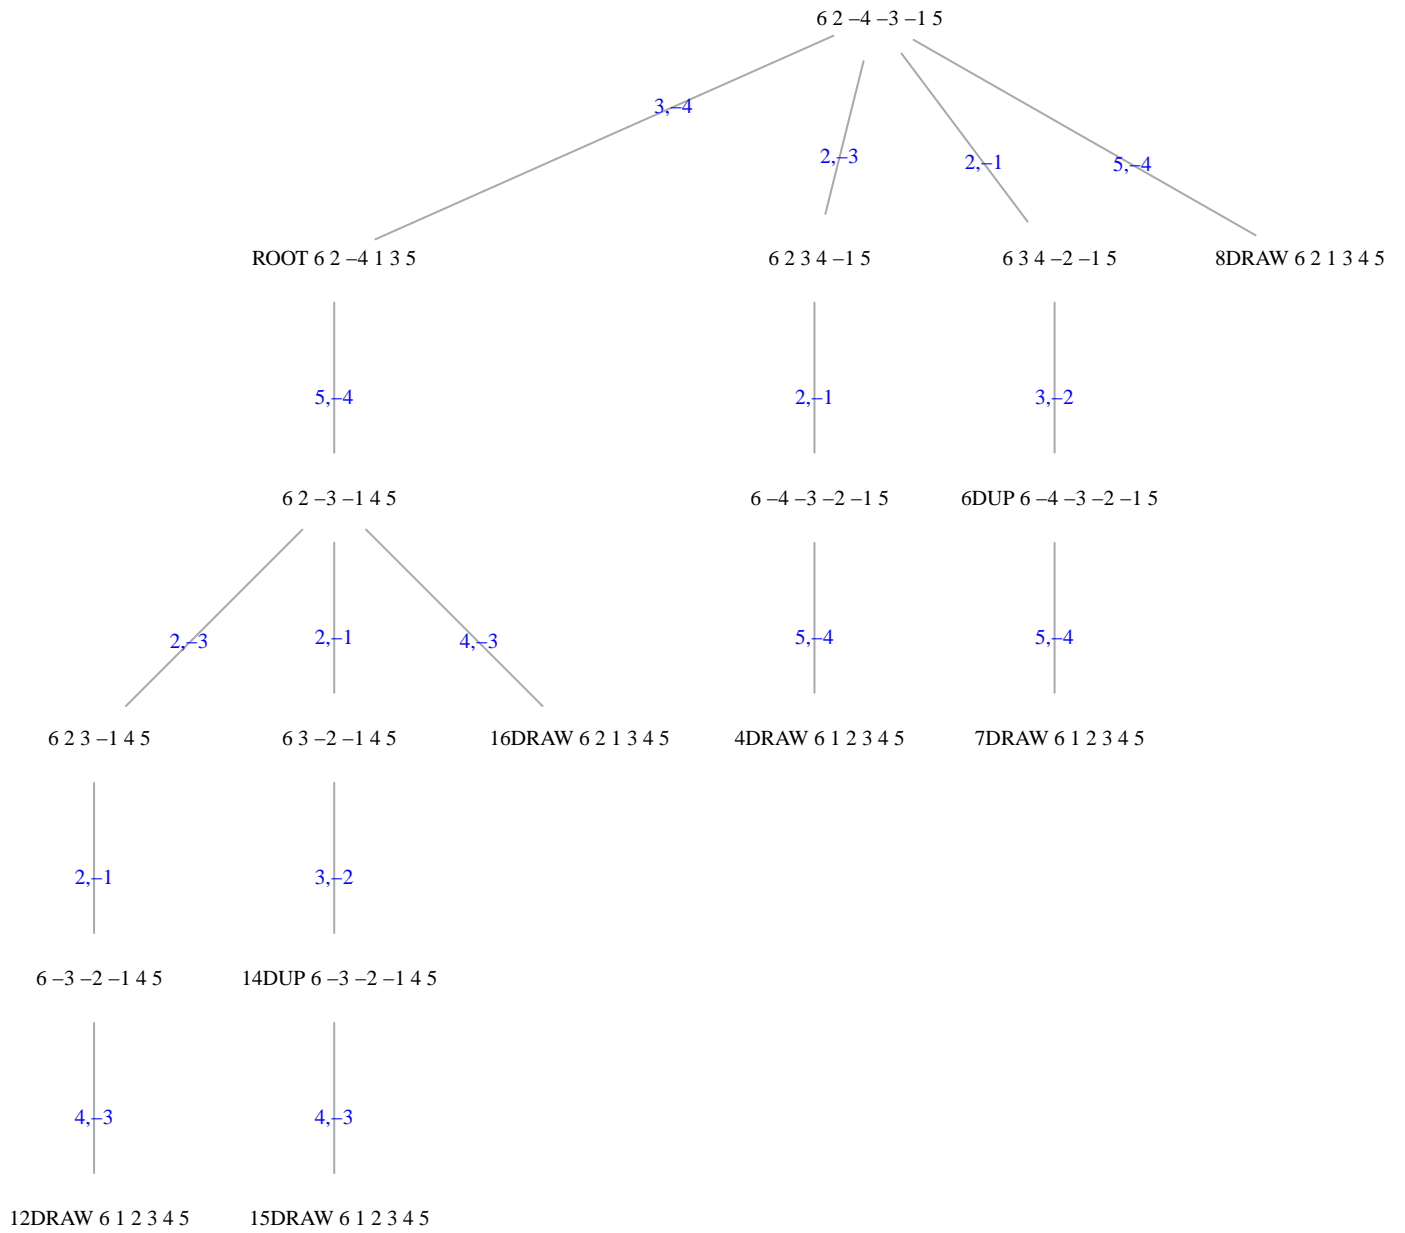 6 2 –4 –3 –1 5
3,–4
2,–3
2,–1
5,–4
ROOT 6 2 –4 1 3 5
6 2 3 4 –1 5
6 3 4 –2 –1 5
8DRAW 6 2 1 3 4 5
5,–4
2,–1
3,–2
6 2 –3 –1 4 5
6 –4 –3 –2 –1 5
6DUP 6 –4 –3 –2 –1 5
2,–3
2,–1
4,–3
5,–4
5,–4
6 2 3 –1 4 5
6 3 –2 –1 4 5
16DRAW 6 2 1 3 4 5
4DRAW 6 1 2 3 4 5
7DRAW 6 1 2 3 4 5
2,–1
3,–2
6 –3 –2 –1 4 5
14DUP 6 –3 –2 –1 4 5
4,–3
4,–3
12DRAW 6 1 2 3 4 5
15DRAW 6 1 2 3 4 5